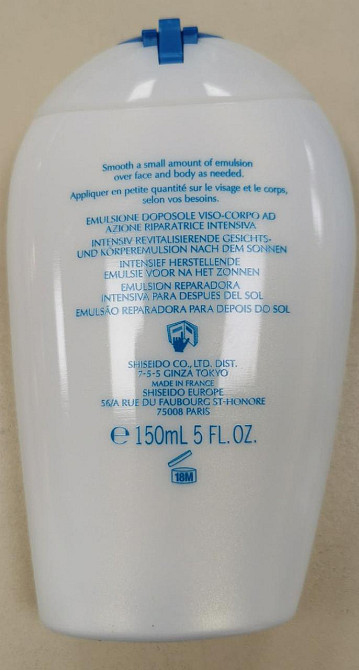 Smooth a small amount of emulsion
over face and body as needed.
Appliquer en petite quantité sur le visage et le corps,
selon vos besoins.
EMULSIONE DOPOSOLE VISO-CORPO AD
AZIONE RIPARATRICE INTENSIVA
INTENSIV REVITALISIERENDE GESICHTS-
UND KÖRPEREMULSION NACH DEM SONNEN
INTENSIEF HERSTELLENDE
EMULSIE VOOR NA HET ZONNEN
EMULSION REPARADORA
INTENSIVA PARA DESPUES DEL SOL
EMULSÃO REPARADORA PARA DEPOIS DO SOL
SHISEIDO CO., LTD. DIST.
7-5-5 GINZA TOKYO
MADE IN FRANCE
SHISEIDO EUROPE
56/A RUE DU FAUBOURG ST-HONORE
75008 PARIS
℮ 150mL 5 FL. OZ.
18M